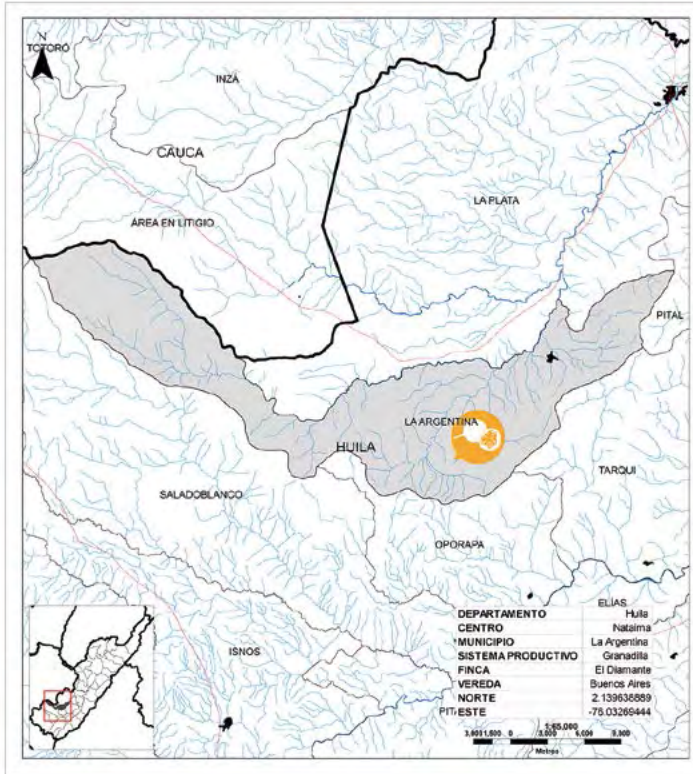 N
TOTORÓ
INZÁ
CAUCA
LA PLATA
ÁREA EN LITIGIO
PITAL
LA ARGENTINA
HUILA
TARQUI
SALADOBLANCO
OPORAPA
ELÍAS
ISNOS
DEPARTAMENTO Huila
CENTRO Nataima
MUNICIPIO La Argentina
SISTEMA PRODUCTIVO Granadilla
FINCA El Diamante
VEREDA Buenos Aires
NORTE 2.139638889
ESTE -76.03269444
1:65,000
0
Metros